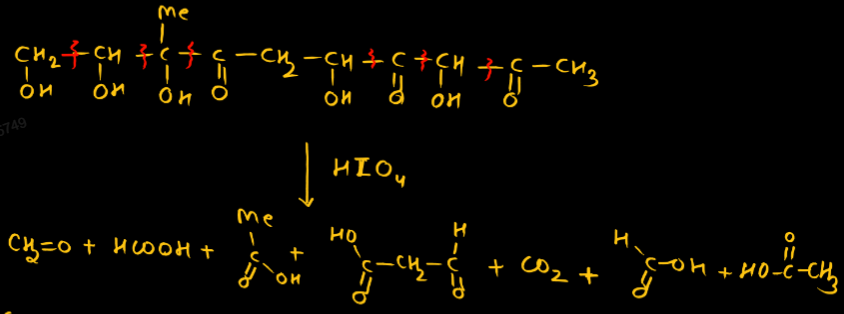 Me
CH2 - CH - C - C - CH2 - CH - C - CH - C - CH3
OH OH OH O OH O OH O
5749
HIO4
Me H O
CH2=O + HCOOH + C + HO C - CH2 - C + CO2 + H C - OH + HO - C - CH3
O OH O O O